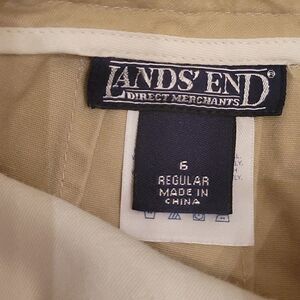 LANDS' END®
DIRECT MERCHANTS
6
REGULAR
MADE IN
CHINA